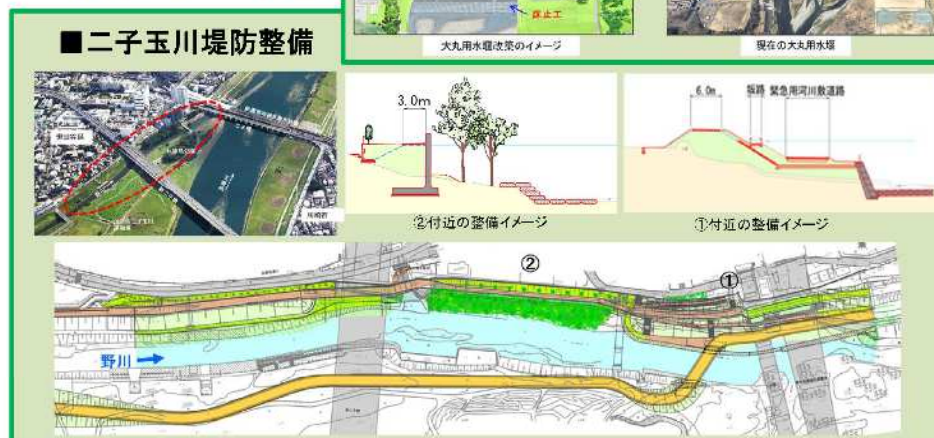 床止工
大丸用水堰改築のイメージ
現在の大丸用水堰
■二子玉川堤防整備
3.0m
②付近の整備イメージ
6.0m 坂路 緊急用河川敷道路
①付近の整備イメージ
②
①
野川